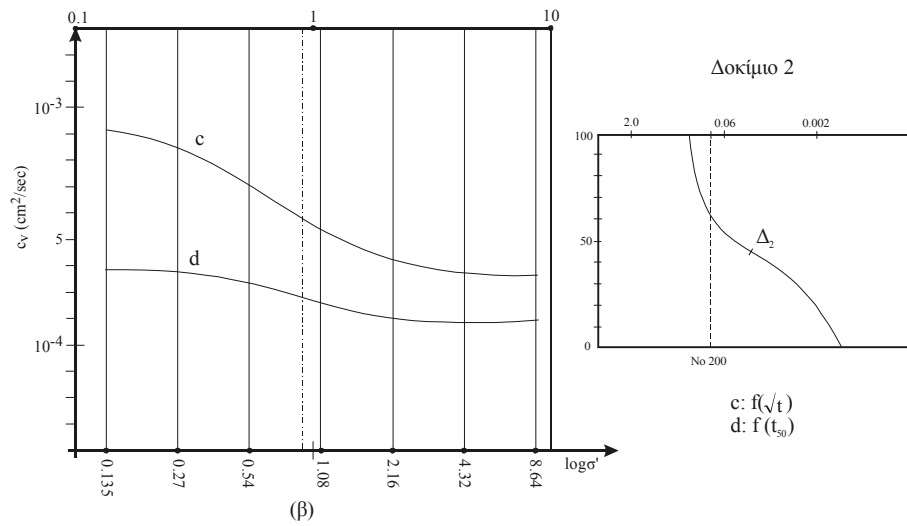 0.1 1 10
10⁻³
c
c_v (cm²/sec)
5
d
10⁻⁴
0.135 0.27 0.54 1.08 2.16 4.32 8.64
logσ'
(β)
Δοκίμιο 2
2.0 0.06 0.002
100
50
Δ₂
0
No 200
c: f(√t)
d: f (t₅₀)